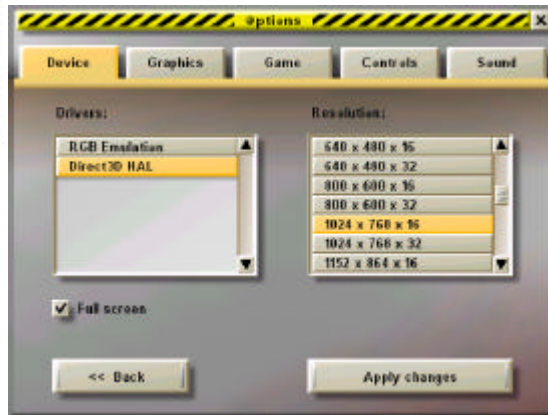 Options X
Device Graphics Game Controls Sound
Drivers: Resolution:
RGB Emulation 640 x 480 x 16
Direct3D HAL 640 x 480 x 32
800 x 600 x 16
800 x 600 x 32
1024 x 768 x 16
1024 x 768 x 32
1152 x 864 x 16
Full screen
<< Back Apply changes